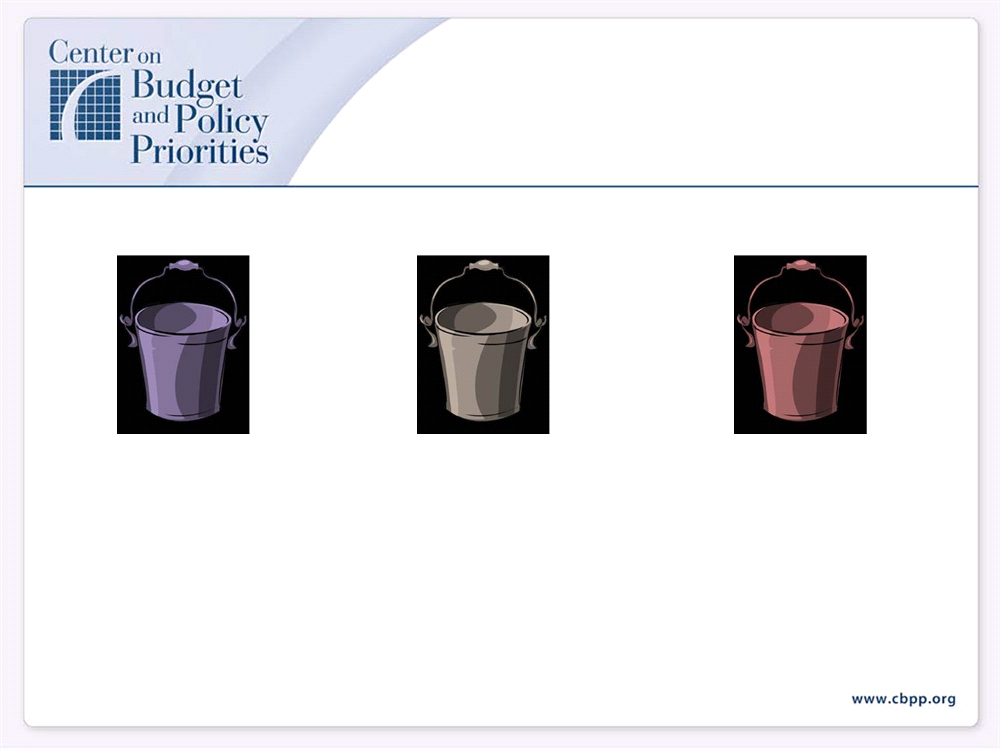 Center on
Budget
and Policy
Priorities
www.cbpp.org